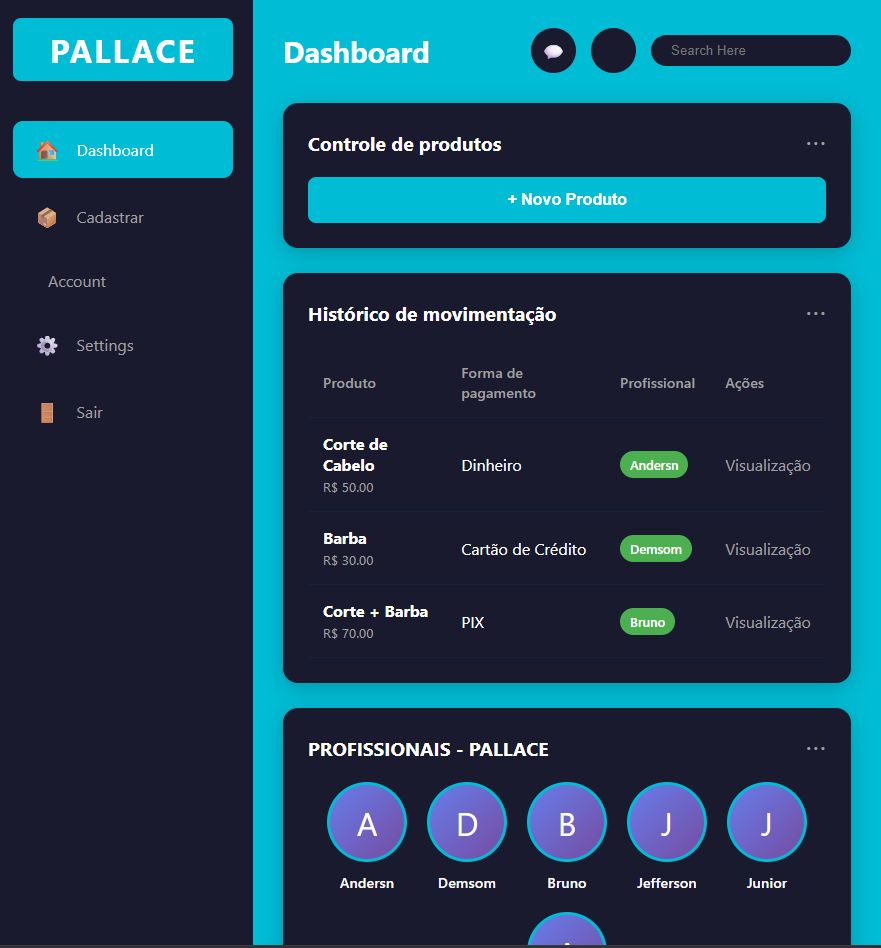 PALLACE
Dashboard
Cadastrar
Account
Settings
Sair
Dashboard
Search Here
Controle de produtos
...
+ Novo Produto
Histórico de movimentação
...
Produto
Forma de
pagamento
Profissional
Ações
Corte de
Cabelo
R$ 50.00
Dinheiro
Andersn
Visualização
Barba
R$ 30.00
Cartão de Crédito
Demsom
Visualização
Corte + Barba
R$ 70.00
PIX
Bruno
Visualização
PROFISSIONAIS - PALLACE
...
A
D
B
J
J
Andersn
Demsom
Bruno
Jefferson
Junior